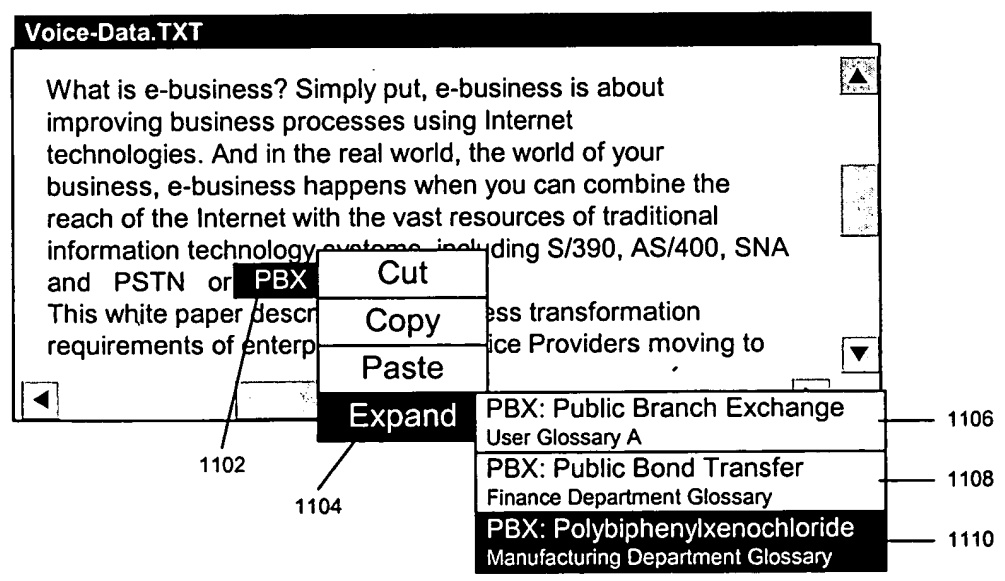 Voice-Data.TXT
What is e-business? Simply put, e-business is about
improving business processes using Internet
technologies. And in the real world, the world of your
business, e-business happens when you can combine the
reach of the Internet with the vast resources of traditional
information technology systems, including S/390, AS/400, SNA
and PSTN or PBX
This white paper descr ess transformation
requirements of enterp ice Providers moving to
Cut
Copy
Paste
Expand
PBX: Public Branch Exchange
User Glossary A
PBX: Public Bond Transfer
Finance Department Glossary
PBX: Polybiphenylxenochloride
Manufacturing Department Glossary
1102
1104
1106
1108
1110